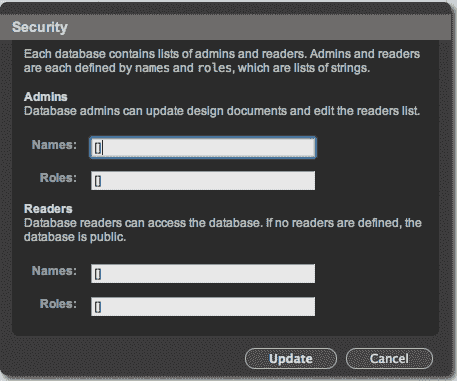 Security
Each database contains lists of admins and readers. Admins and readers
are each defined by names and roles, which are lists of strings.
Admins
Database admins can update design documents and edit the readers list.
Names: []
Roles: []
Readers
Database readers can access the database. If no readers are defined, the
database is public.
Names: []
Roles: []
Update Cancel